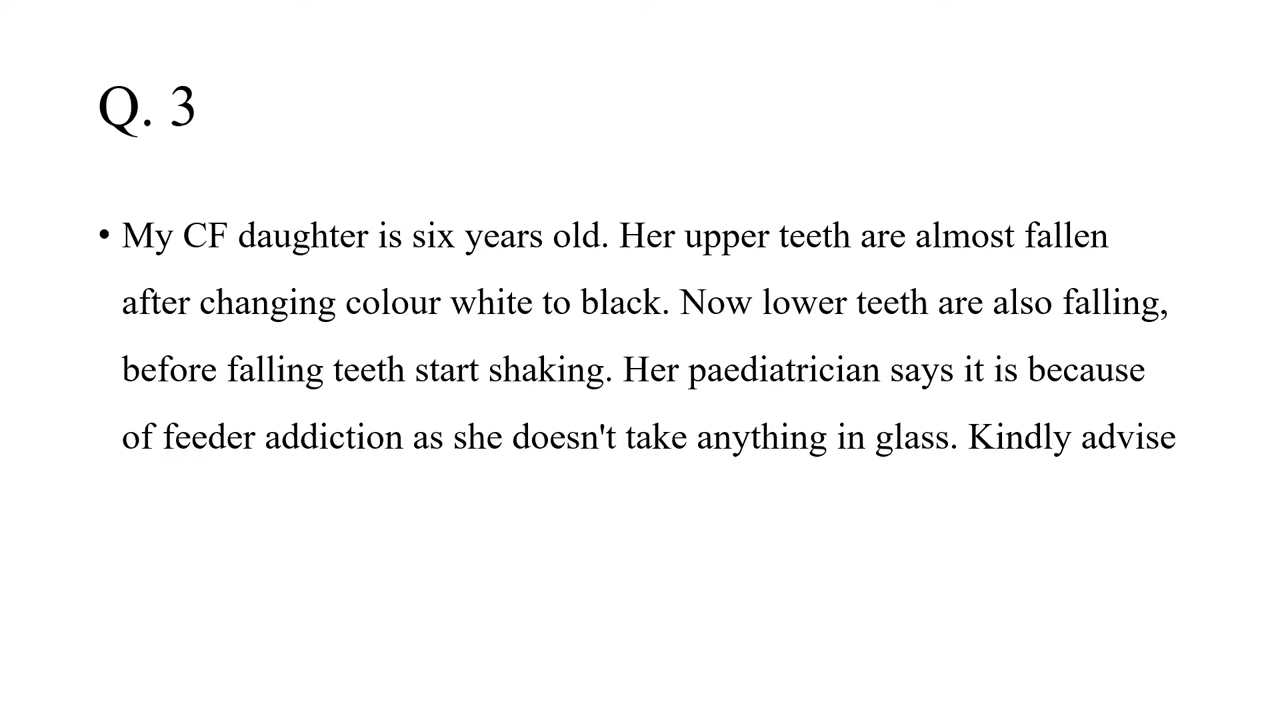 Q. 3
• My CF daughter is six years old. Her upper teeth are almost fallen
after changing colour white to black. Now lower teeth are also falling,
before falling teeth start shaking. Her paediatrician says it is because
of feeder addiction as she doesn't take anything in glass. Kindly advise